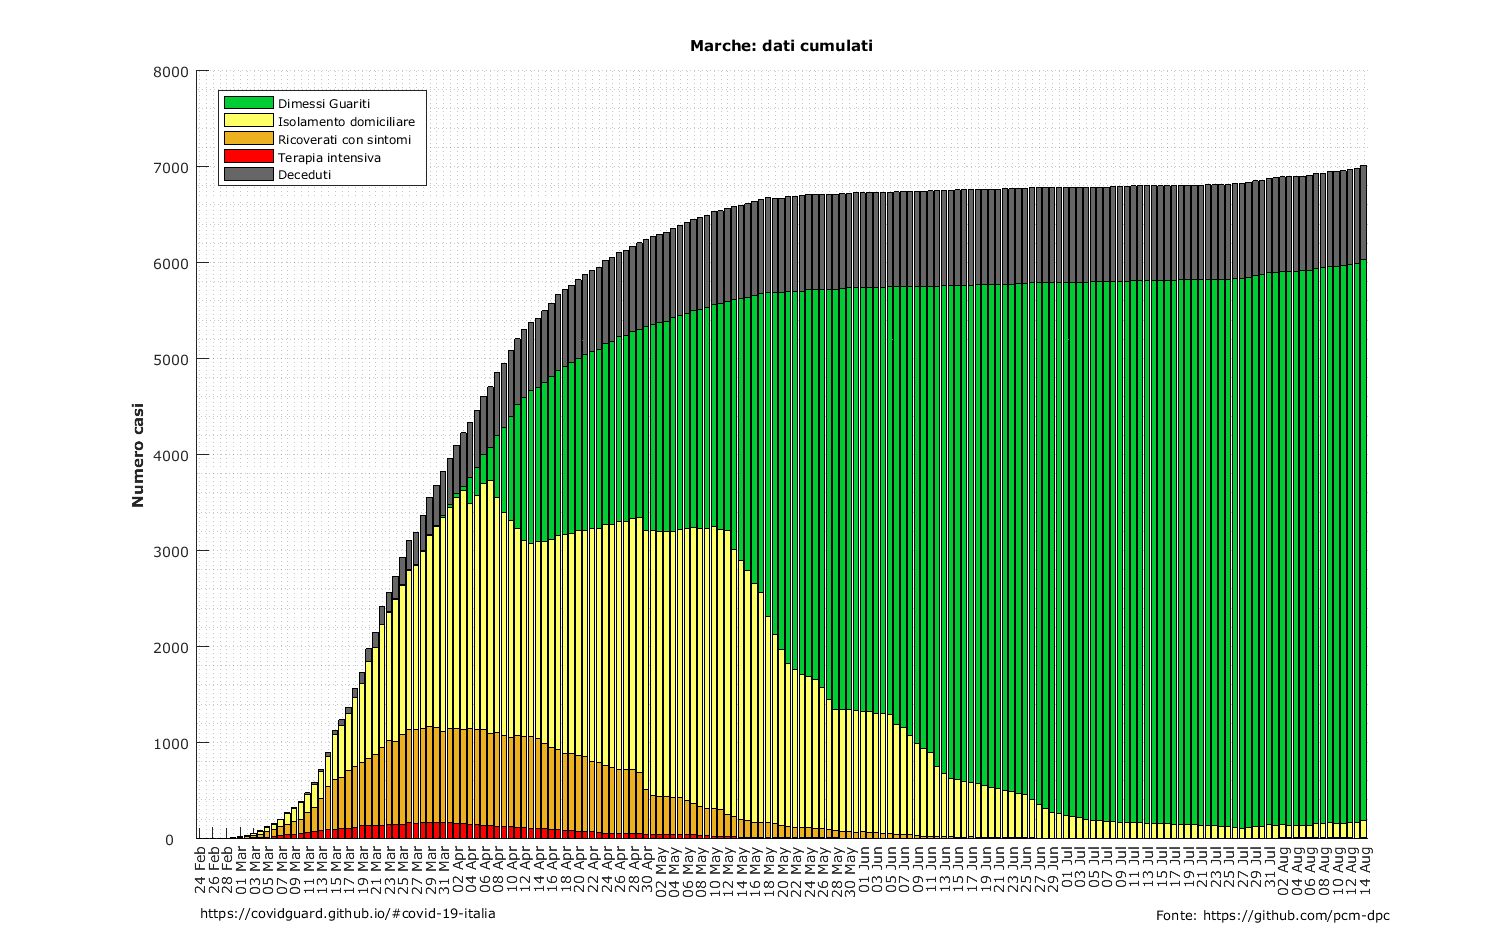 Marche: dati cumulati
8000
7000
6000
5000
4000
3000
2000
1000
0
Numero casi
Dimessi Guariti
Isolamento domiciliare
Ricoverati con sintomi
Terapia intensiva
Deceduti
24 Feb
26 Feb
28 Feb
01 Mar
03 Mar
05 Mar
07 Mar
09 Mar
11 Mar
13 Mar
15 Mar
17 Mar
19 Mar
21 Mar
23 Mar
25 Mar
27 Mar
29 Mar
31 Mar
02 Apr
04 Apr
06 Apr
08 Apr
10 Apr
12 Apr
14 Apr
16 Apr
18 Apr
20 Apr
22 Apr
24 Apr
26 Apr
28 Apr
30 Apr
02 May
04 May
06 May
08 May
10 May
12 May
14 May
16 May
18 May
20 May
22 May
24 May
26 May
28 May
30 May
01 Jun
03 Jun
05 Jun
07 Jun
09 Jun
11 Jun
13 Jun
15 Jun
17 Jun
19 Jun
21 Jun
23 Jun
25 Jun
27 Jun
29 Jun
01 Jul
03 Jul
05 Jul
07 Jul
09 Jul
11 Jul
13 Jul
15 Jul
17 Jul
19 Jul
21 Jul
23 Jul
25 Jul
27 Jul
29 Jul
31 Jul
02 Aug
04 Aug
06 Aug
08 Aug
10 Aug
12 Aug
14 Aug
https://covidguard.github.io/#covid-19-italia
Fonte: https://github.com/pcm-dpc